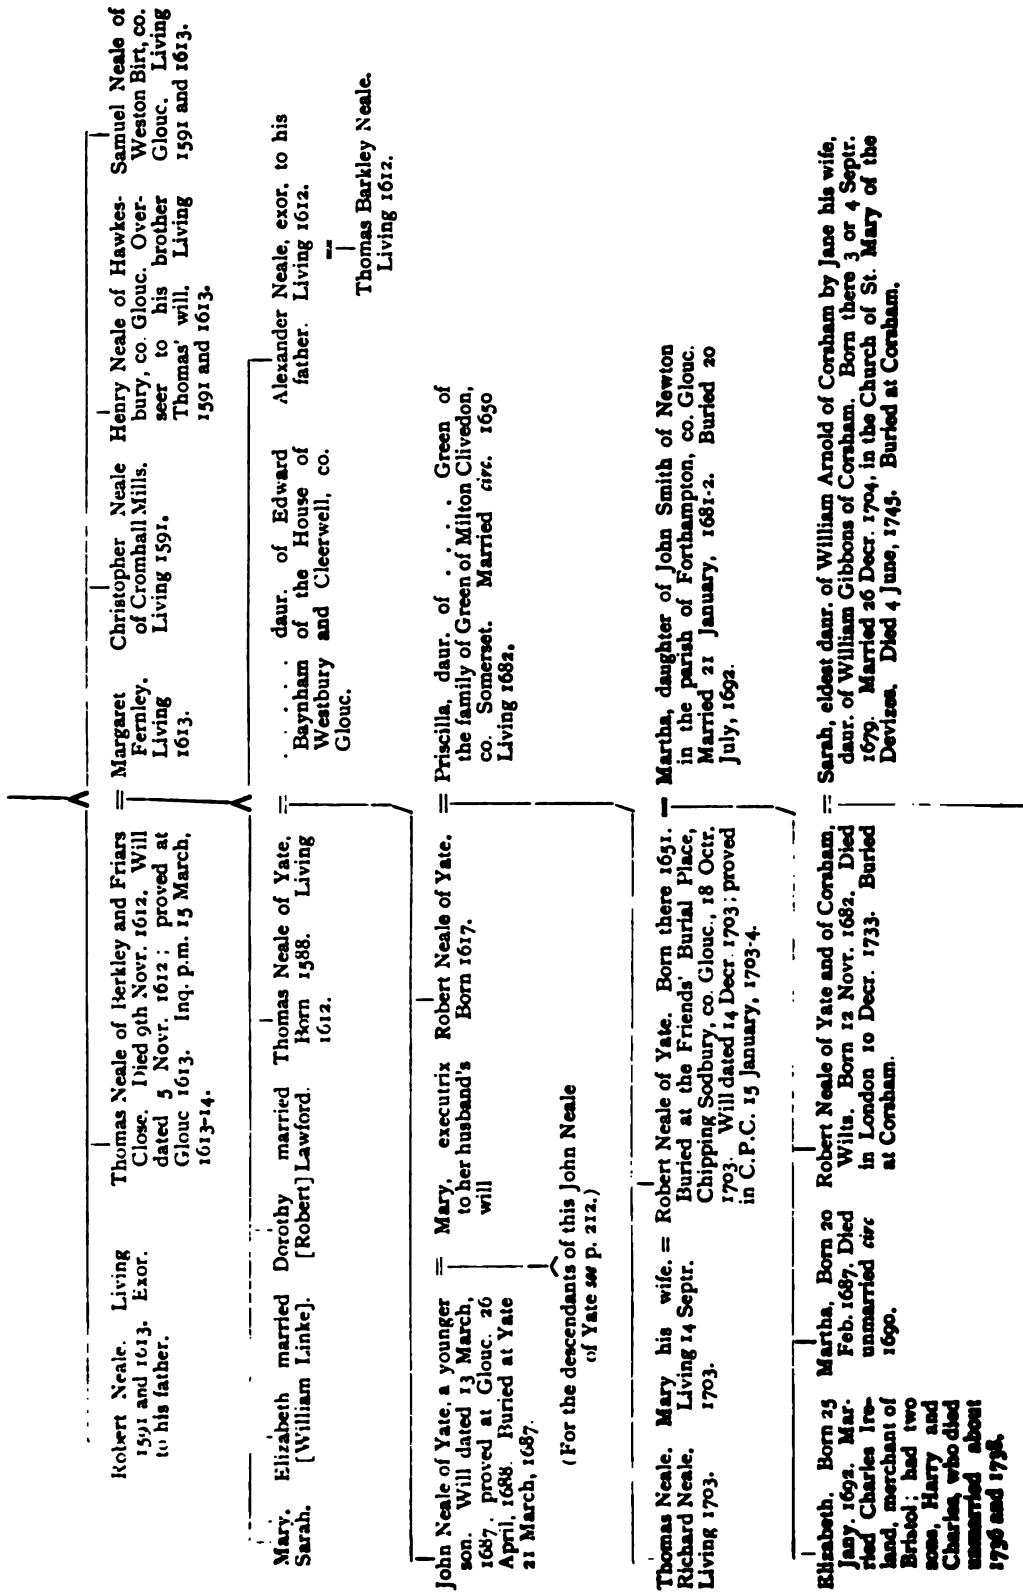 Robert Neale. Living
1591 and 1613. Exor.
to his father.
Thomas Neale of Berkley and Friars
Close. Died 9th Novr. 1612. Will
dated 5 Novr. 1612; proved at
Glouc 1613. Inq. p.m. 15 March,
1613-14.
= Margaret
Fernley.
Living
1613.
Christopher Neale
of Cromhall Mills.
Living 1591.
Henry Neale of Hawkes-
bury, co. Glouc. Over-
seer to his brother
Thomas' will. Living
1591 and 1613.
Samuel Neale of
Weston Birt, co.
Glouc. Living
1591 and 1613.
Mary.
Sarah.
Elizabeth married
[William Linke].
Dorothy married
[Robert] Lawford.
Thomas Neale of Yate.
Born 1588. Living
1612.
= . . . . . daur. of Edward
Baynham of the House of
Westbury and Cleerwell, co.
Glouc.
Alexander Neale, exor. to his
father. Living 1612.
=
Thomas Barkley Neale.
Living 1612.
John Neale of Yate, a younger
son. Will dated 13 March,
1687. proved at Glouc. 26
April, 1688. Buried at Yate
21 March, 1687.
= Mary, executrix
to her husband's
will
(For the descendants of this John Neale
of Yate see p. 212.)
Robert Neale of Yate.
Born 1617.
= Priscilla, daur. of . . . . . Green of
the family of Green of Milton Clivedon,
co. Somerset. Married circ. 1650
Living 1682.
Thomas Neale.
Richard Neale.
Living 1703.
Mary his wife.
Living 14 Septr.
1703.
= Robert Neale of Yate. Born there 1651.
Buried at the Friends' Burial Place,
Chipping Sodbury, co. Glouc., 18 Octr.
1703. Will dated 14 Decr. 1703; proved
in C.P.C. 15 January, 1703-4.
= Martha, daughter of John Smith of Newton
in the parish of Forthampton, co. Glouc.
Married 21 January, 1681-2. Buried 20
July, 1692.
Elizabeth. Born 25
Jany. 1692. Mar-
ried Charles Ire-
land, merchant of
Bristol; had two
sons, Harry and
Charles, who died
unmarried about
1736 and 1738.
Martha, Born 20
Feb. 1687. Died
unmarried circ
1690.
Robert Neale of Yate and of Corsham,
Wilts. Born 12 Novr. 1682. Died
in London 10 Decr. 1733. Buried
at Corsham.
= Sarah, eldest daur. of William Arnold of Corsham by Jane his wife,
daur. of William Gibbons of Corsham. Born there 3 or 4 Septr.
1679. Married 26 Decr. 1704, in the Church of St. Mary of the
Devizes. Died 4 June, 1745. Buried at Corsham.